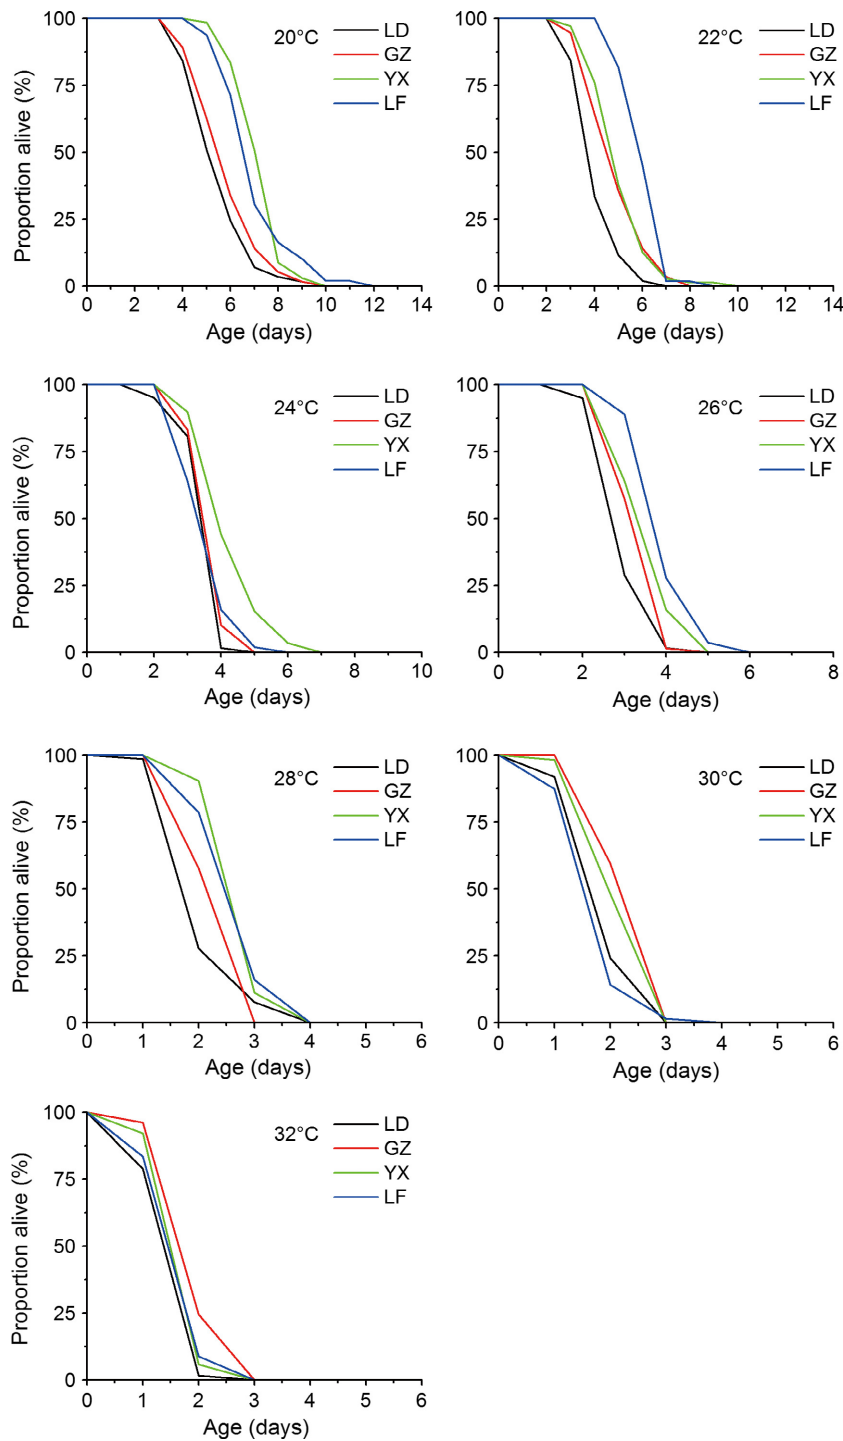 100
75
50
25
0
Proportion alive (%)
20°C
LD
GZ
YX
LF
0 2 4 6 8 10 12 14
Age (days)
100
75
50
25
0
22°C
LD
GZ
YX
LF
0 2 4 6 8 10 12 14
Age (days)
100
75
50
25
0
Proportion alive (%)
24°C
LD
GZ
YX
LF
0 2 4 6 8 10
Age (days)
100
75
50
25
0
26°C
LD
GZ
YX
LF
0 2 4 6 8
Age (days)
100
75
50
25
0
Proportion alive (%)
28°C
LD
GZ
YX
LF
0 1 2 3 4 5 6
Age (days)
100
75
50
25
0
30°C
LD
GZ
YX
LF
0 1 2 3 4 5 6
Age (days)
100
75
50
25
0
Proportion alive (%)
32°C
LD
GZ
YX
LF
0 1 2 3 4 5 6
Age (days)